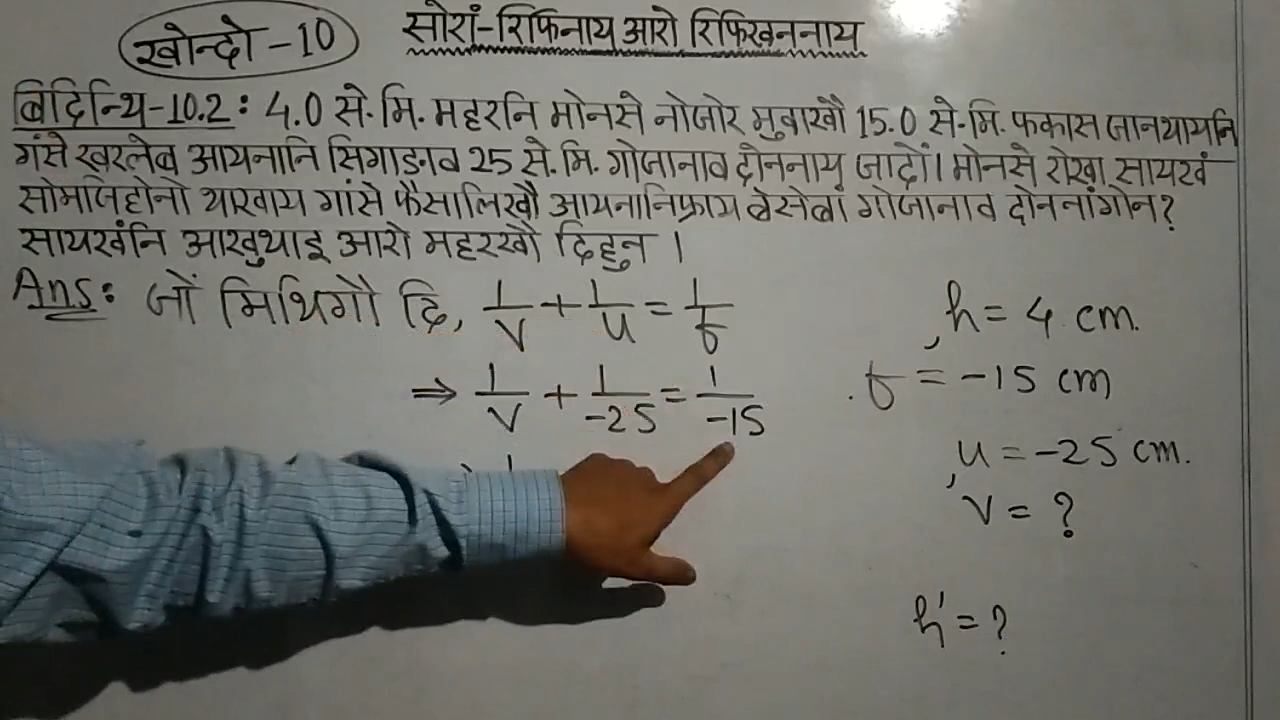 खोन्दो-10
सोरां-रिफिनाय आरो रिफिखननाय
बिदिन्थि-10.2: 4.0 से.मि. महरनि मोनसे नोजोर मुवाखौ 15.0 से.मि. फकास जानथायनि
गंसे खरलेब आयनानि सिगाङाव 25 से.मि. गोजानाव दोननाय जादों। मोनसे रोखा सायखं
मोनजिहोनो थाखाय गांसे फैसालिखौ आयनानिफ्राय बेसेबा गोजानाव दोननांगोन?
सायखंनि आखुथाइ आरो महरखौ दिहुन।
Ans: जों मिथिगौ दि, 1/v + 1/u = 1/f
⇒ 1/v + 1/-25 = 1/-15
h = 4 cm.
f = -15 cm
u = -25 cm.
v = ?
h' = ?